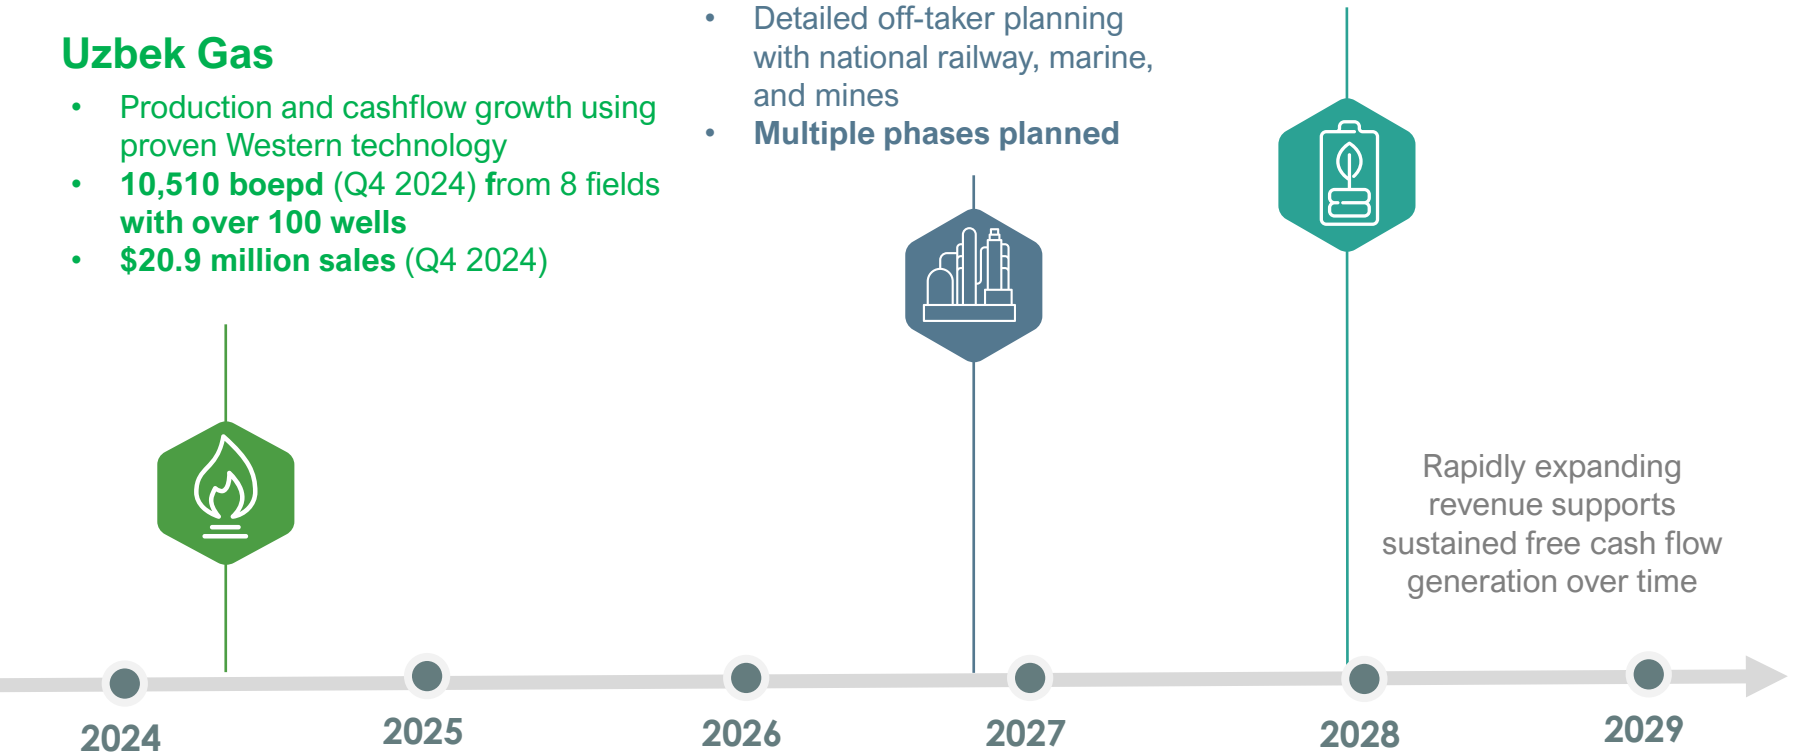 Uzbek Gas
• Production and cashflow growth using
proven Western technology
• 10,510 boepd (Q4 2024) from 8 fields
with over 100 wells
• $20.9 million sales (Q4 2024)
• Detailed off-taker planning
with national railway, marine,
and mines
• Multiple phases planned
Rapidly expanding
revenue supports
sustained free cash flow
generation over time
2024
2025
2026
2027
2028
2029